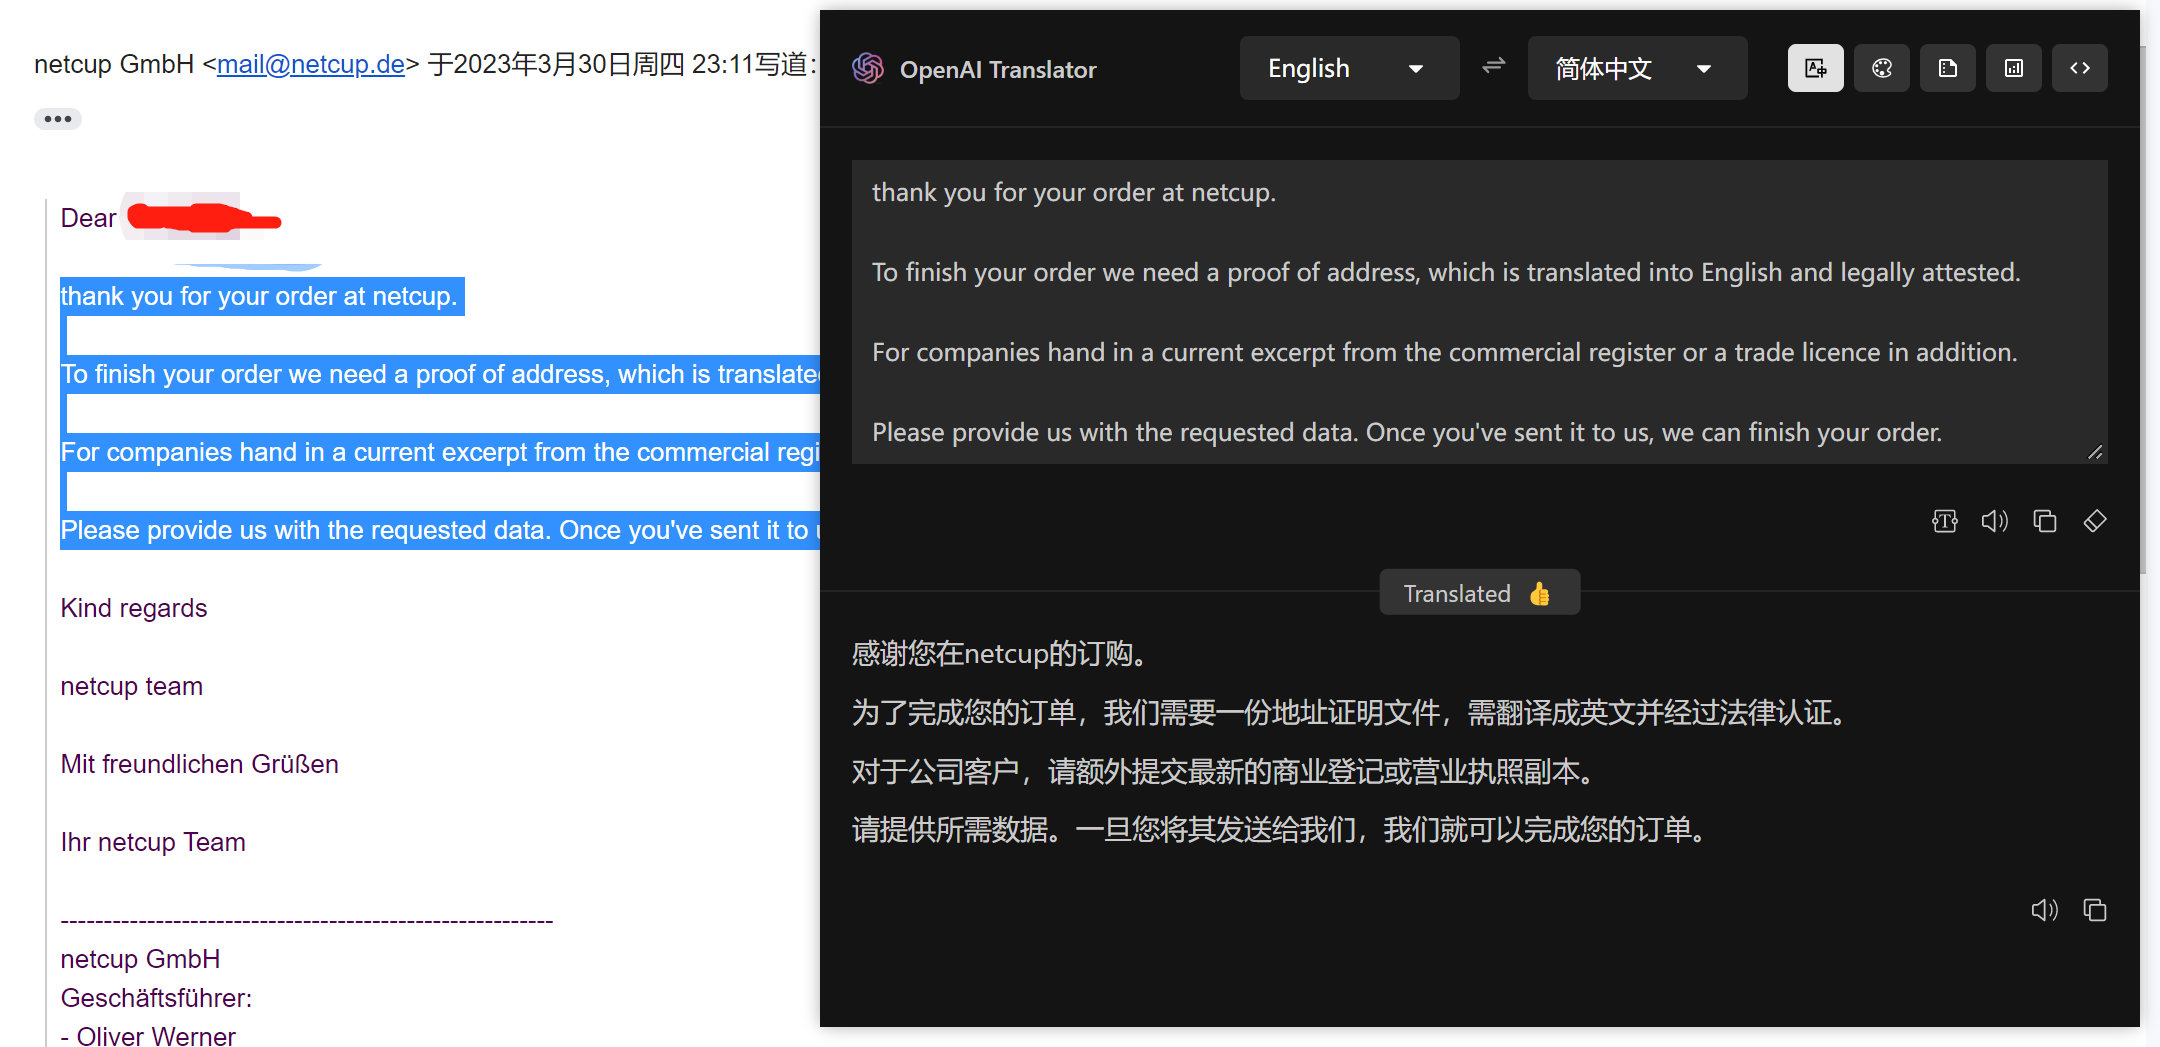 netcup GmbH <mail@netcup.de> 于2023年3月30日周四 23:11写道：
Dear
thank you for your order at netcup.
To finish your order we need a proof of address, which is translated
For companies hand in a current excerpt from the commercial regi
Please provide us with the requested data. Once you've sent it to
Kind regards
netcup team
Mit freundlichen Grüßen
Ihr netcup Team
---------------------------------------------------------
netcup GmbH
Geschäftsführer:
- Oliver Werner
OpenAI Translator
English
简体中文
thank you for your order at netcup.
To finish your order we need a proof of address, which is translated into English and legally attested.
For companies hand in a current excerpt from the commercial register or a trade licence in addition.
Please provide us with the requested data. Once you've sent it to us, we can finish your order.
Translated 👍
感谢您在netcup的订购。
为了完成您的订单，我们需要一份地址证明文件，需翻译成英文并经过法律认证。
对于公司客户，请额外提交最新的商业登记或营业执照副本。
请提供所需数据。一旦您将其发送给我们，我们就可以完成您的订单。